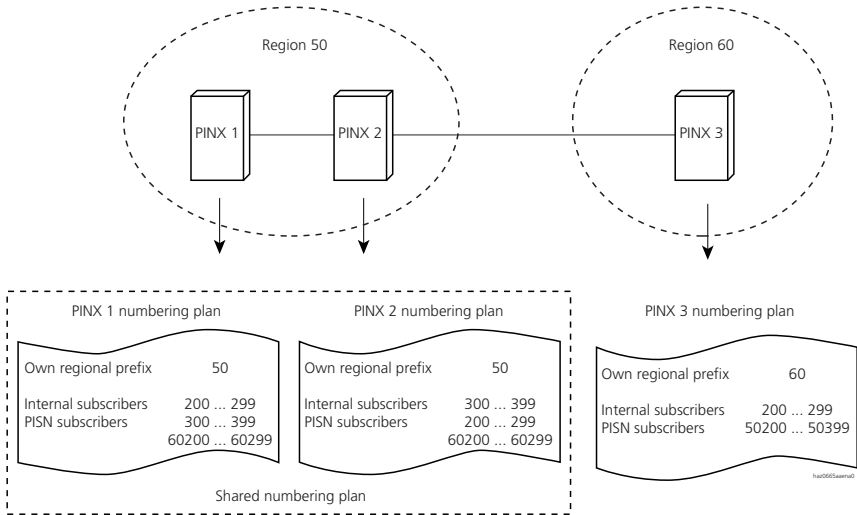 Region 50
Region 60
PINX 1
PINX 2
PINX 3
PINX 1 numbering plan
Own regional prefix 50
Internal subscribers 200 ... 299
PISN subscribers 300 ... 399
60200 ... 60299
PINX 2 numbering plan
Own regional prefix 50
Internal subscribers 300 ... 399
PISN subscribers 200 ... 299
60200 ... 60299
Shared numbering plan
PINX 3 numbering plan
Own regional prefix 60
Internal subscribers 200 ... 299
PISN subscribers 50200 ... 50399